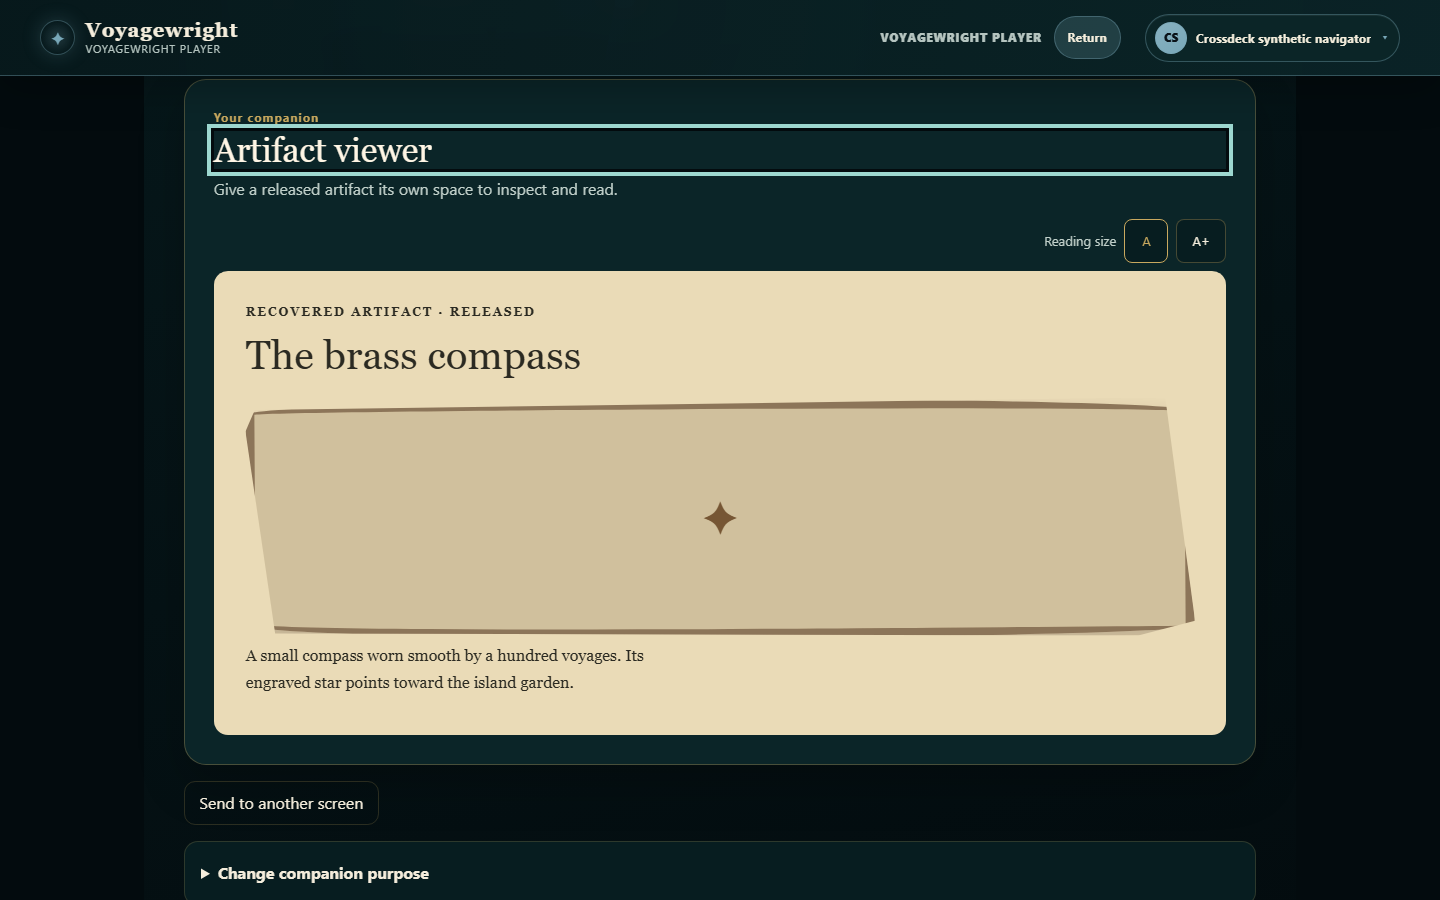 Voyagewright
VOYAGEWRIGHT PLAYER
VOYAGEWRIGHT PLAYER
Return
CS
Crossdeck synthetic navigator
Your companion
Artifact viewer
Give a released artifact its own space to inspect and read.
Reading size
A
A+
RECOVERED ARTIFACT · RELEASED
The brass compass
A small compass worn smooth by a hundred voyages. Its
engraved star points toward the island garden.
Send to another screen
Change companion purpose